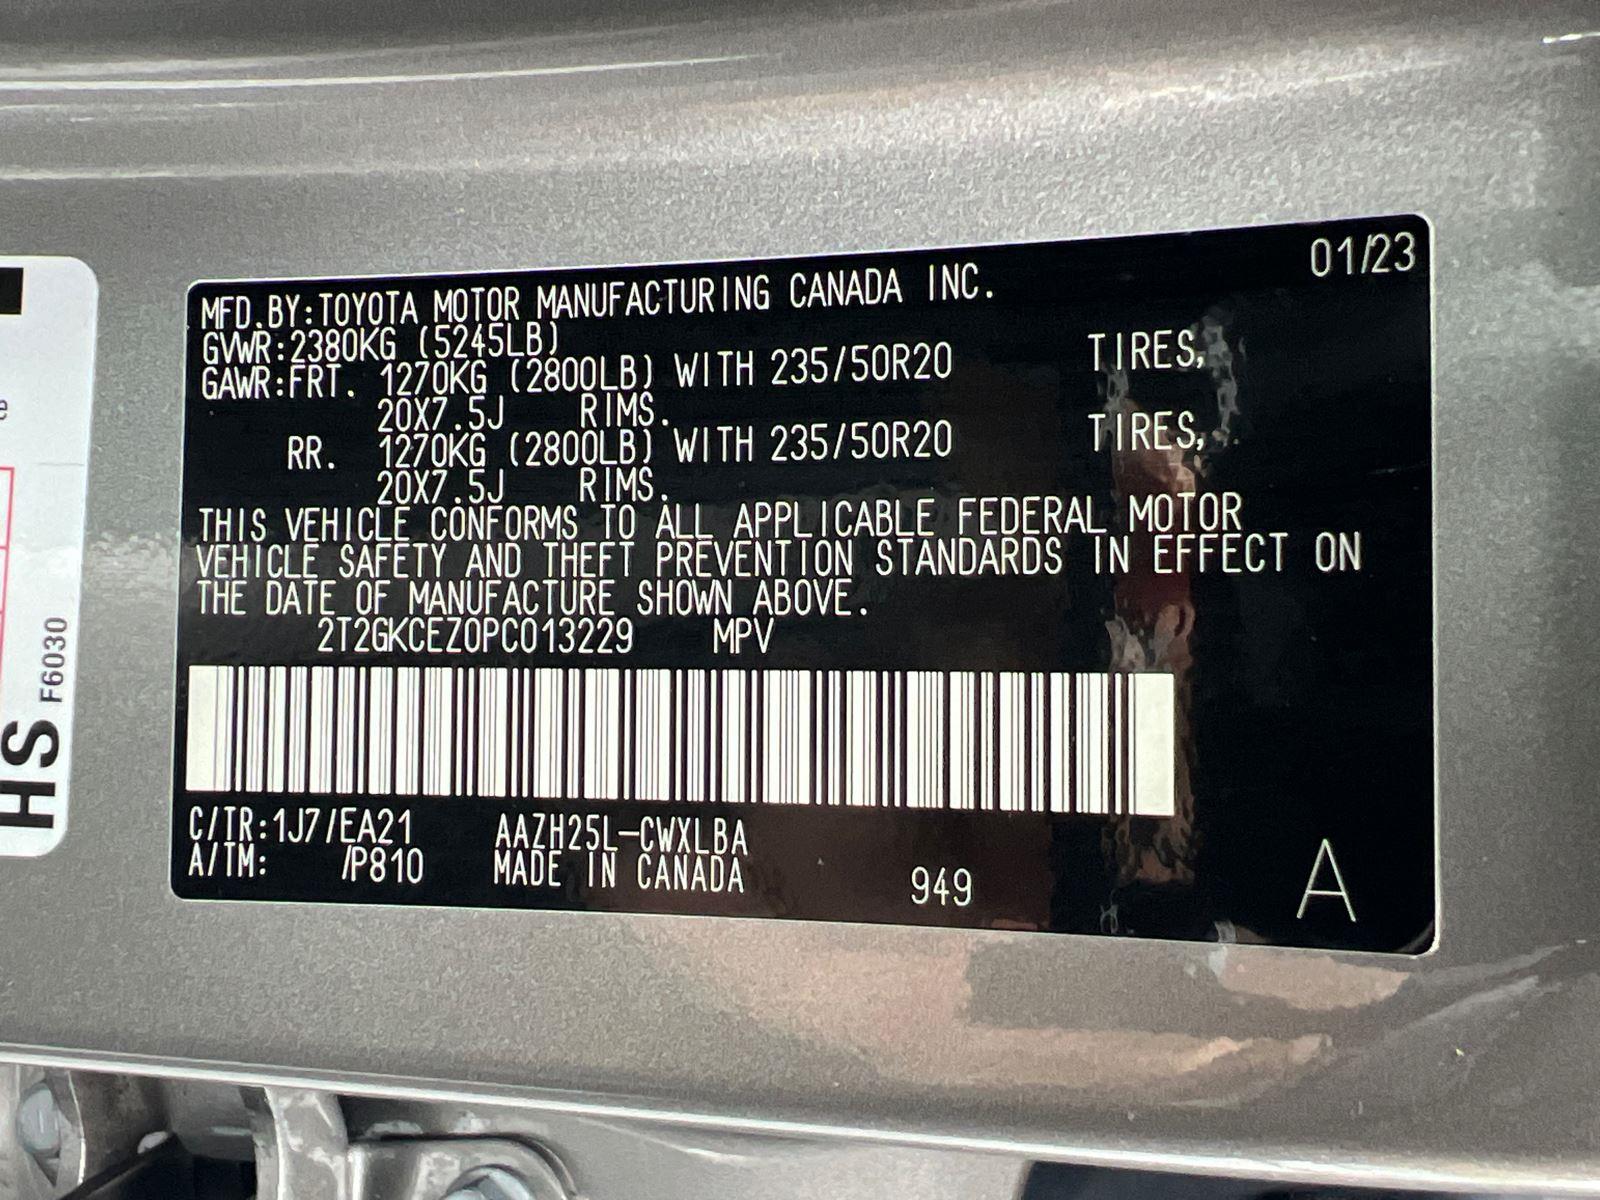 01/23
MFD.BY:TOYOTA MOTOR MANUFACTURING CANADA INC.
GVWR:2380KG (5245LB)
GAWR:FRT. 1270KG (2800LB) WITH 235/50R20 TIRES,
20X7.5J RIMS.
RR. 1270KG (2800LB) WITH 235/50R20 TIRES,
20X7.5J RIMS.
THIS VEHICLE CONFORMS TO ALL APPLICABLE FEDERAL MOTOR
VEHICLE SAFETY AND THEFT PREVENTION STANDARDS IN EFFECT ON
THE DATE OF MANUFACTURE SHOWN ABOVE.
2T2GKCEZ0PC013229 MPV
C/TR:1J7/EA21 AAZH25L-CWXLBA
A/TM: /P810 MADE IN CANADA 949 A
HS F6030